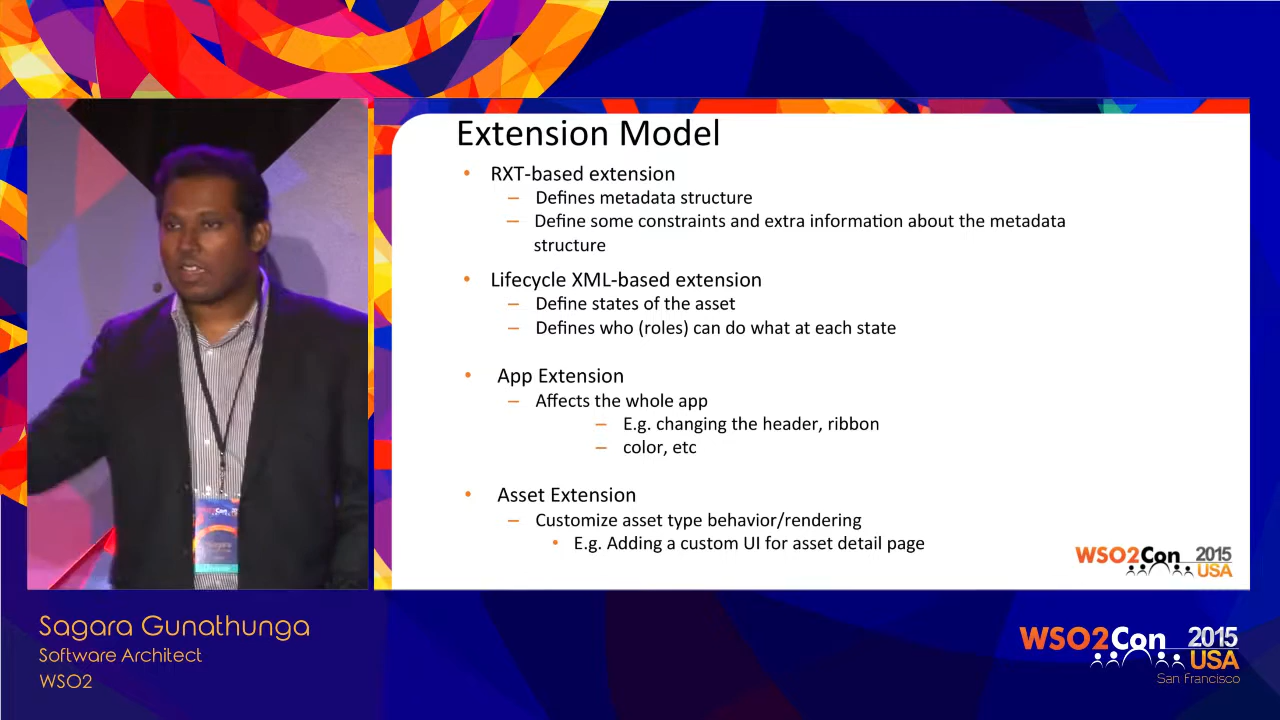 Extension Model
• RXT-based extension
– Defines metadata structure
– Define some constraints and extra information about the metadata
structure
• Lifecycle XML-based extension
– Define states of the asset
– Defines who (roles) can do what at each state
• App Extension
– Affects the whole app
– E.g. changing the header, ribbon
– color, etc
• Asset Extension
– Customize asset type behavior/rendering
• E.g. Adding a custom UI for asset detail page
WSO2Con 2015
USA
Sagara Gunathunga
Software Architect
WSO2
WSO2Con 2015
USA
San Francisco